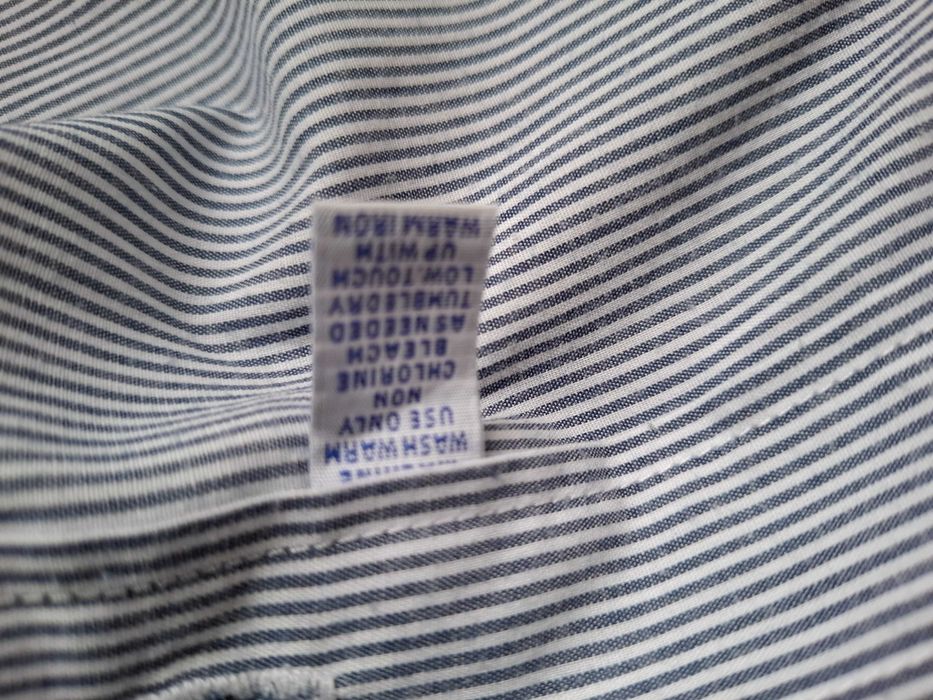 WASH WARM
USE ONLY
NON
CHLORINE
BLEACH
AS NEEDED
TUMBLE DRY
LOW. TOUCH
UP WITH
WARM IRON